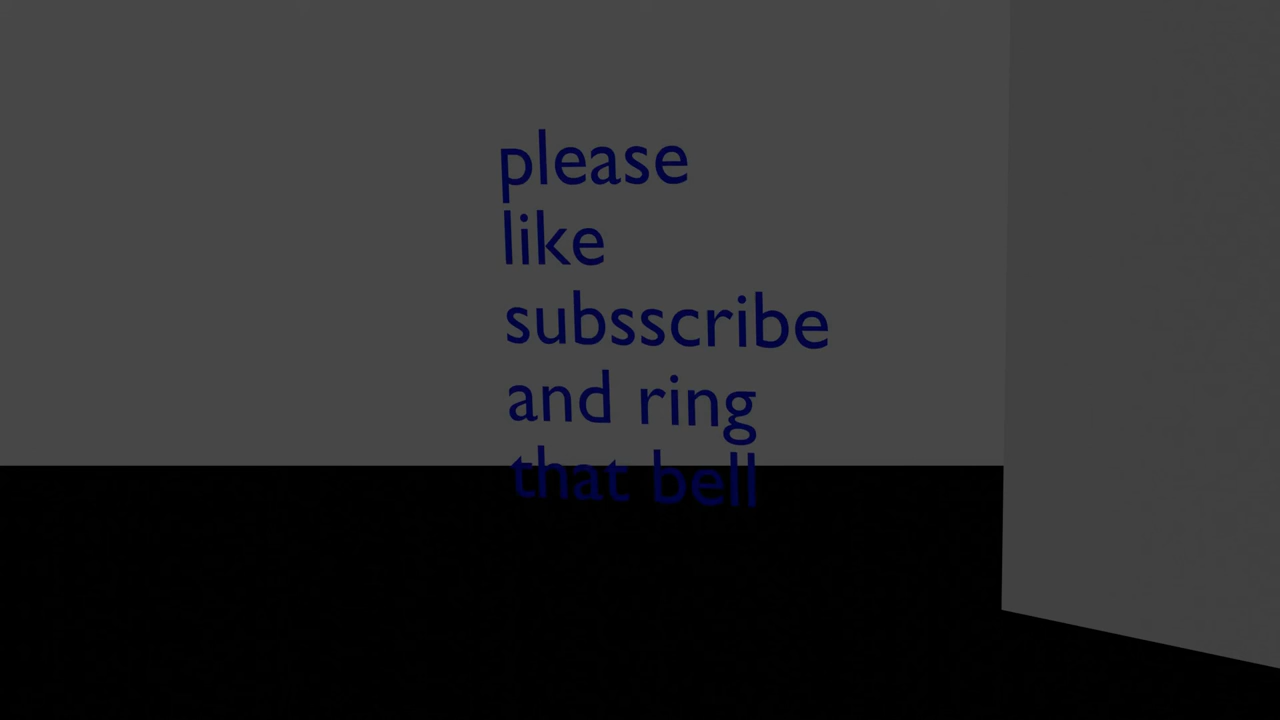 please
like
subsscribe
and ring
that bell